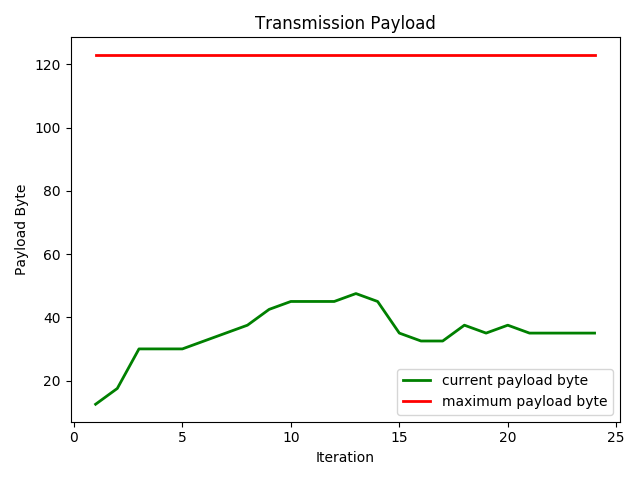 Transmission Payload
120
100
80
60
40
20
Payload Byte
0
5
10
15
20
25
Iteration
current payload byte
maximum payload byte